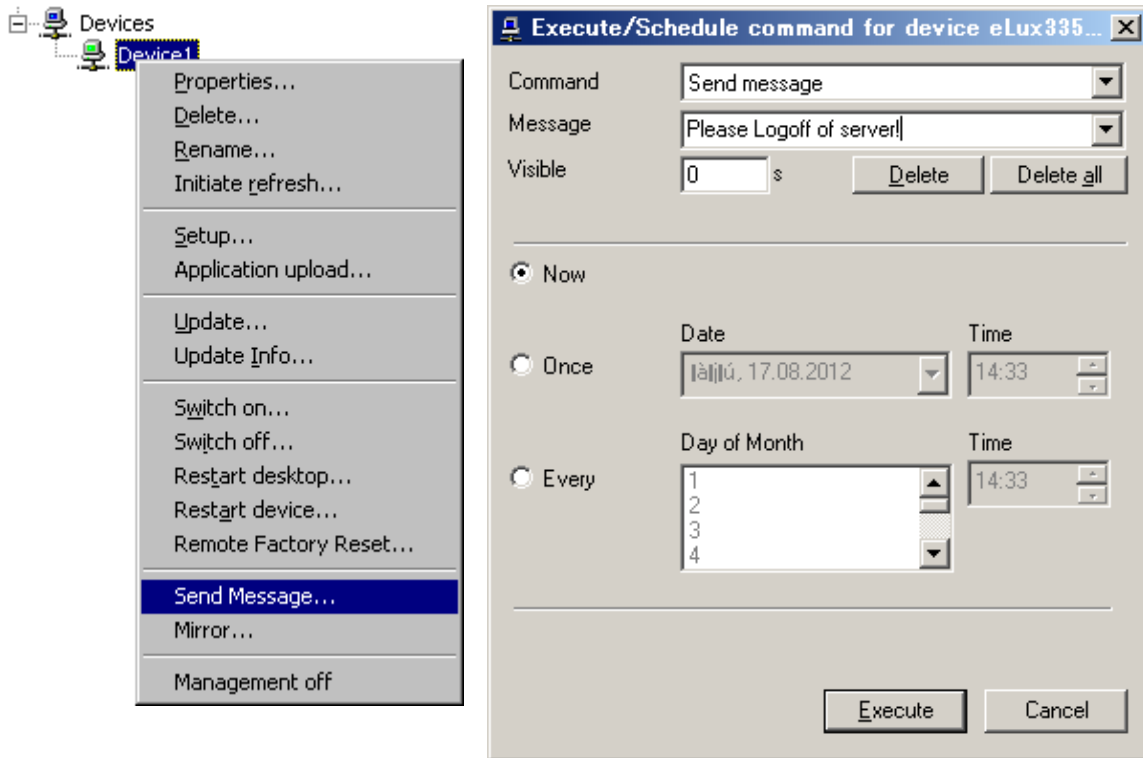 Devices
Device1
Properties...
Delete...
Rename...
Initiate refresh...
Setup...
Application upload...
Update...
Update Info...
Switch on...
Switch off...
Restart desktop...
Restart device...
Remote Factory Reset...
Send Message...
Mirror...
Management off
Execute/Schedule command for device eLux335...
Command Send message
Message Please Logoff of server!
Visible 0 s Delete Delete all
Now
Date Time
Once 17.08.2012 14:33
Day of Month Time
Every 1 14:33
2
3
4
Execute Cancel